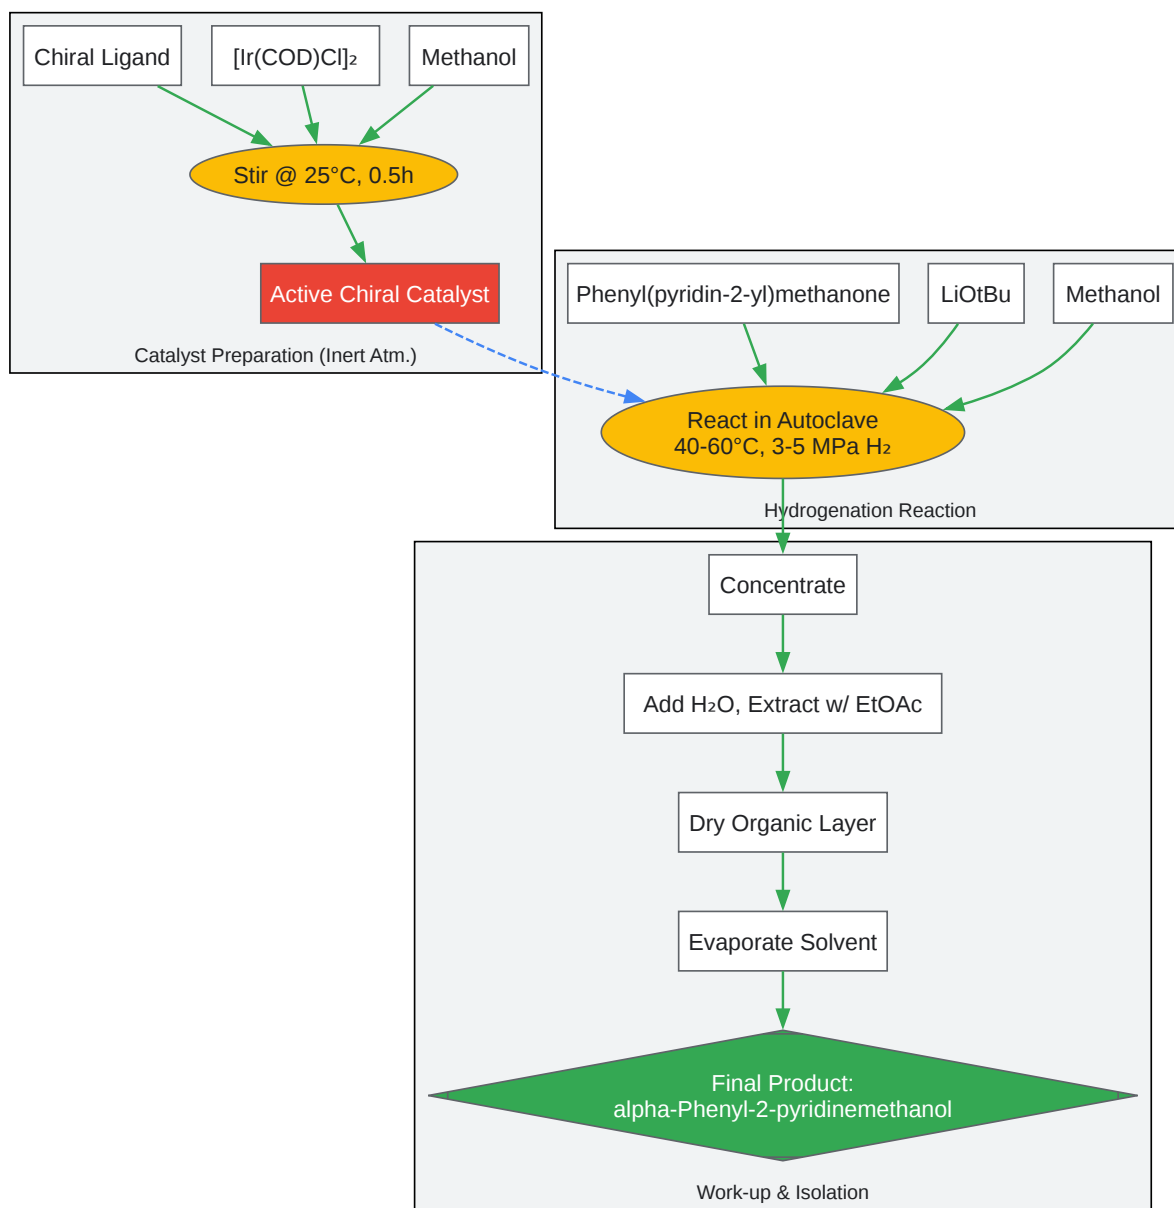 Chiral Ligand
[Ir(COD)Cl]₂
Methanol
Stir @ 25°C, 0.5h
Active Chiral Catalyst
Catalyst Preparation (Inert Atm.)
Phenyl(pyridin-2-yl)methanone
LiOtBu
Methanol
React in Autoclave
40-60°C, 3-5 MPa H₂
Hydrogenation Reaction
Concentrate
Add H₂O, Extract w/ EtOAc
Dry Organic Layer
Evaporate Solvent
Final Product:
alpha-Phenyl-2-pyridinemethanol
Work-up & Isolation